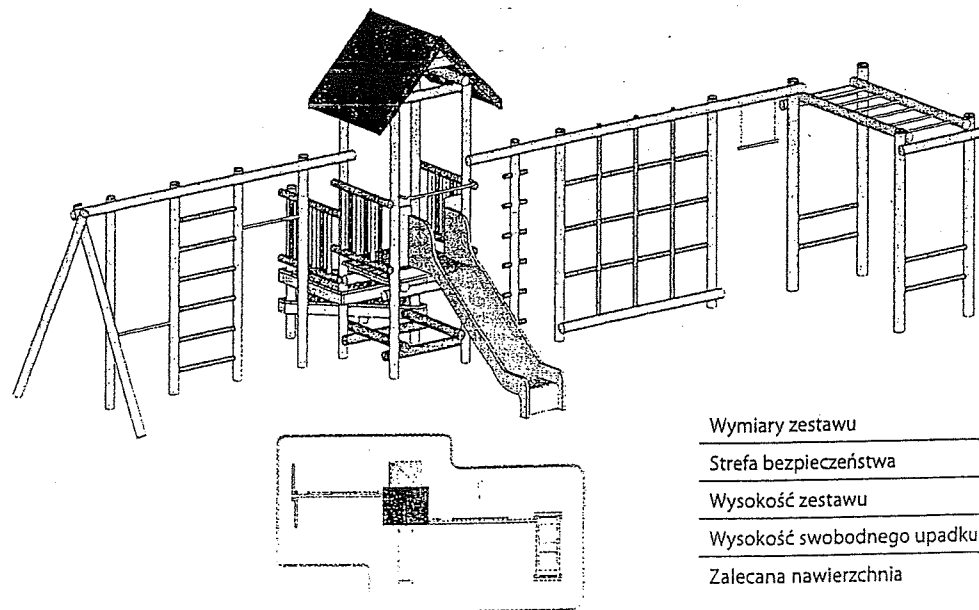 Wymiary zestawu
Strefa bezpieczeństwa
Wysokość zestawu
Wysokość swobodnego upadku
Zalecana nawierzchnia